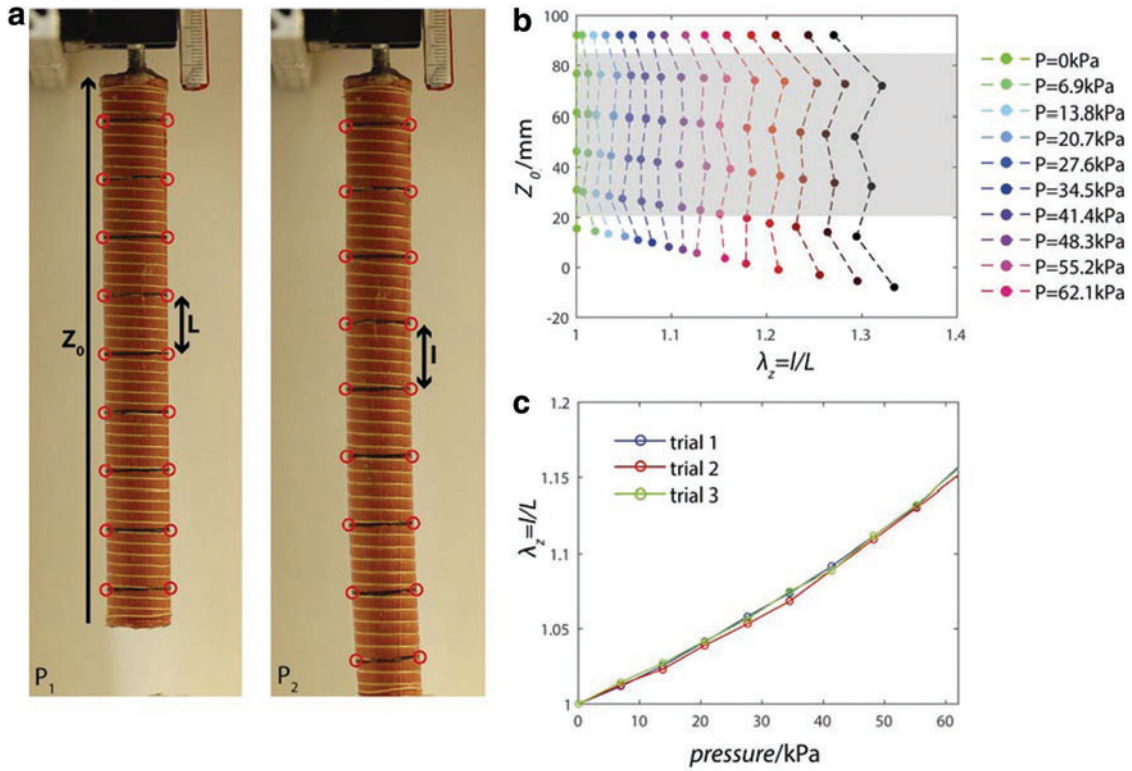 a
Z₀
L
P₁
l
P₂
b
100
80
60
40
20
0
-20
Z₀/mm
1
1.1
1.2
1.3
1.4
λz=l/L
P=0kPa
P=6.9kPa
P=13.8kPa
P=20.7kPa
P=27.6kPa
P=34.5kPa
P=41.4kPa
P=48.3kPa
P=55.2kPa
P=62.1kPa
c
1.2
1.15
1.1
1.05
1
λz=l/L
trial 1
trial 2
trial 3
0
10
20
30
40
50
60
pressure/kPa